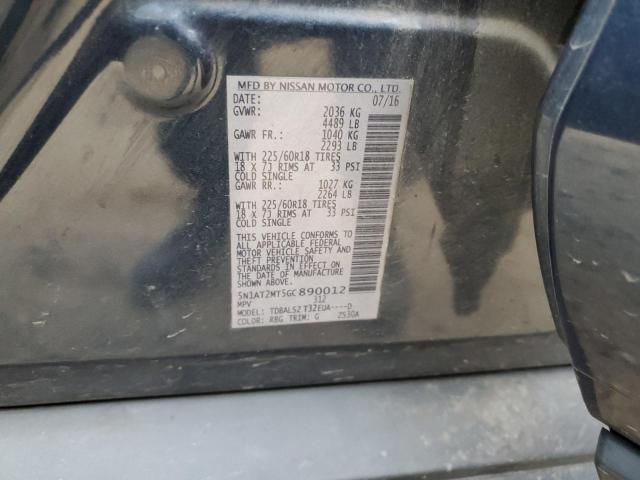 MFD BY NISSAN MOTOR CO., LTD.
DATE: 07/16
GVWR: 2036 KG
4489 LB
GAWR FR.: 1040 KG
2293 LB
WITH 225/60R18 TIRES
18 X 7J RIMS AT 33 PSI
COLD SINGLE
GAWR RR.: 1027 KG
2264 LB
WITH 225/60R18 TIRES
18 X 7J RIMS AT 33 PSI
COLD SINGLE
THIS VEHICLE CONFORMS TO
ALL APPLICABLE FEDERAL
MOTOR VEHICLE SAFETY AND
THEFT PREVENTION
STANDARDS IN EFFECT ON
THE DATE OF MANUFACTURE
SHOWN ABOVE.
5N1AT2MT5GC890012
MPV 312
MODEL: TDBALS2 T32EUA----D
COLOR: RBG TRIM: G ZS3GA